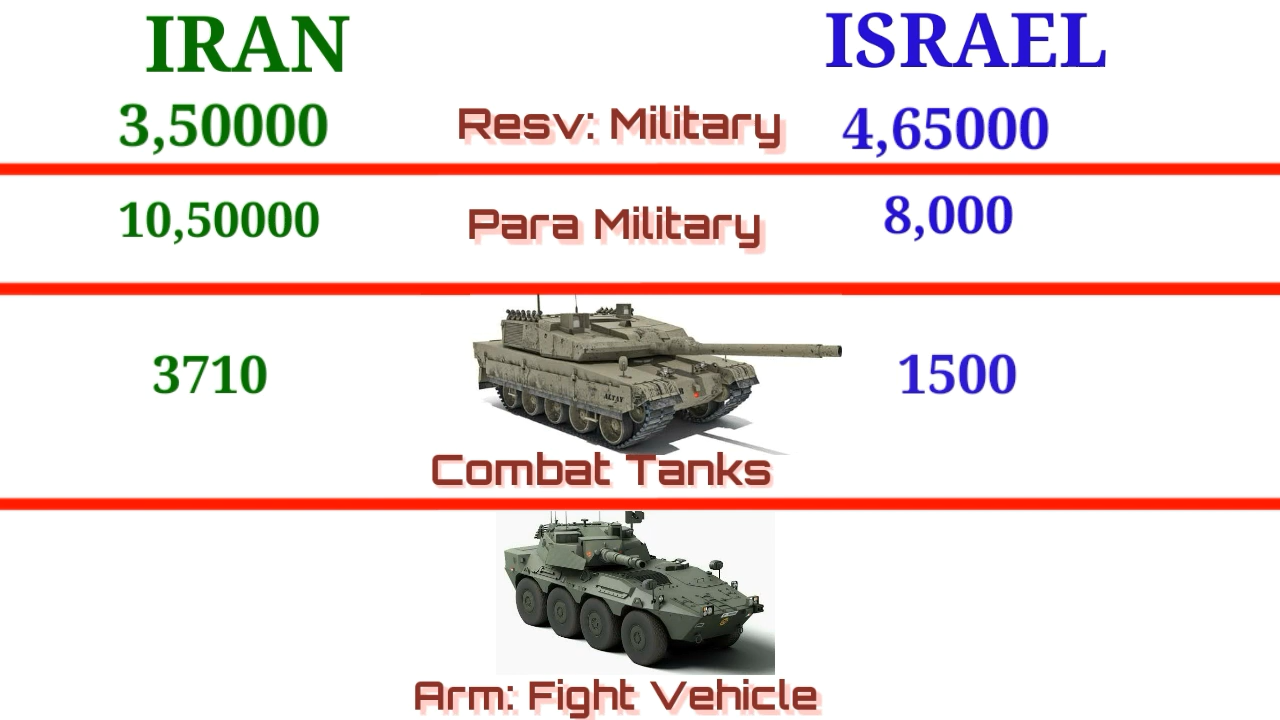 IRAN ISRAEL
3,50000 Resv: Military 4,65000
10,50000 Para Military 8,000
3710 1500
ALTAY
Combat Tanks
Arm: Fight Vehicle